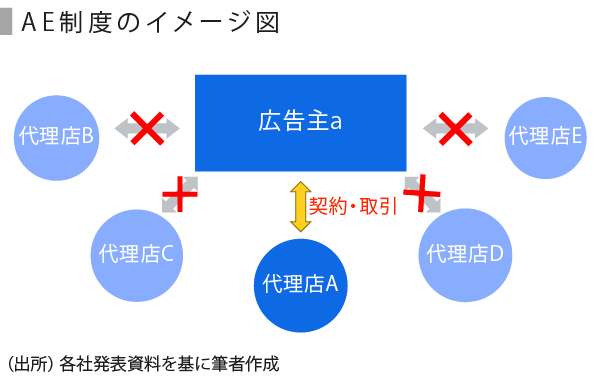 AE制度のイメージ図
広告主a
代理店B
代理店E
契約・取引
代理店C
代理店D
代理店A
（出所）各社発表資料を基に筆者作成